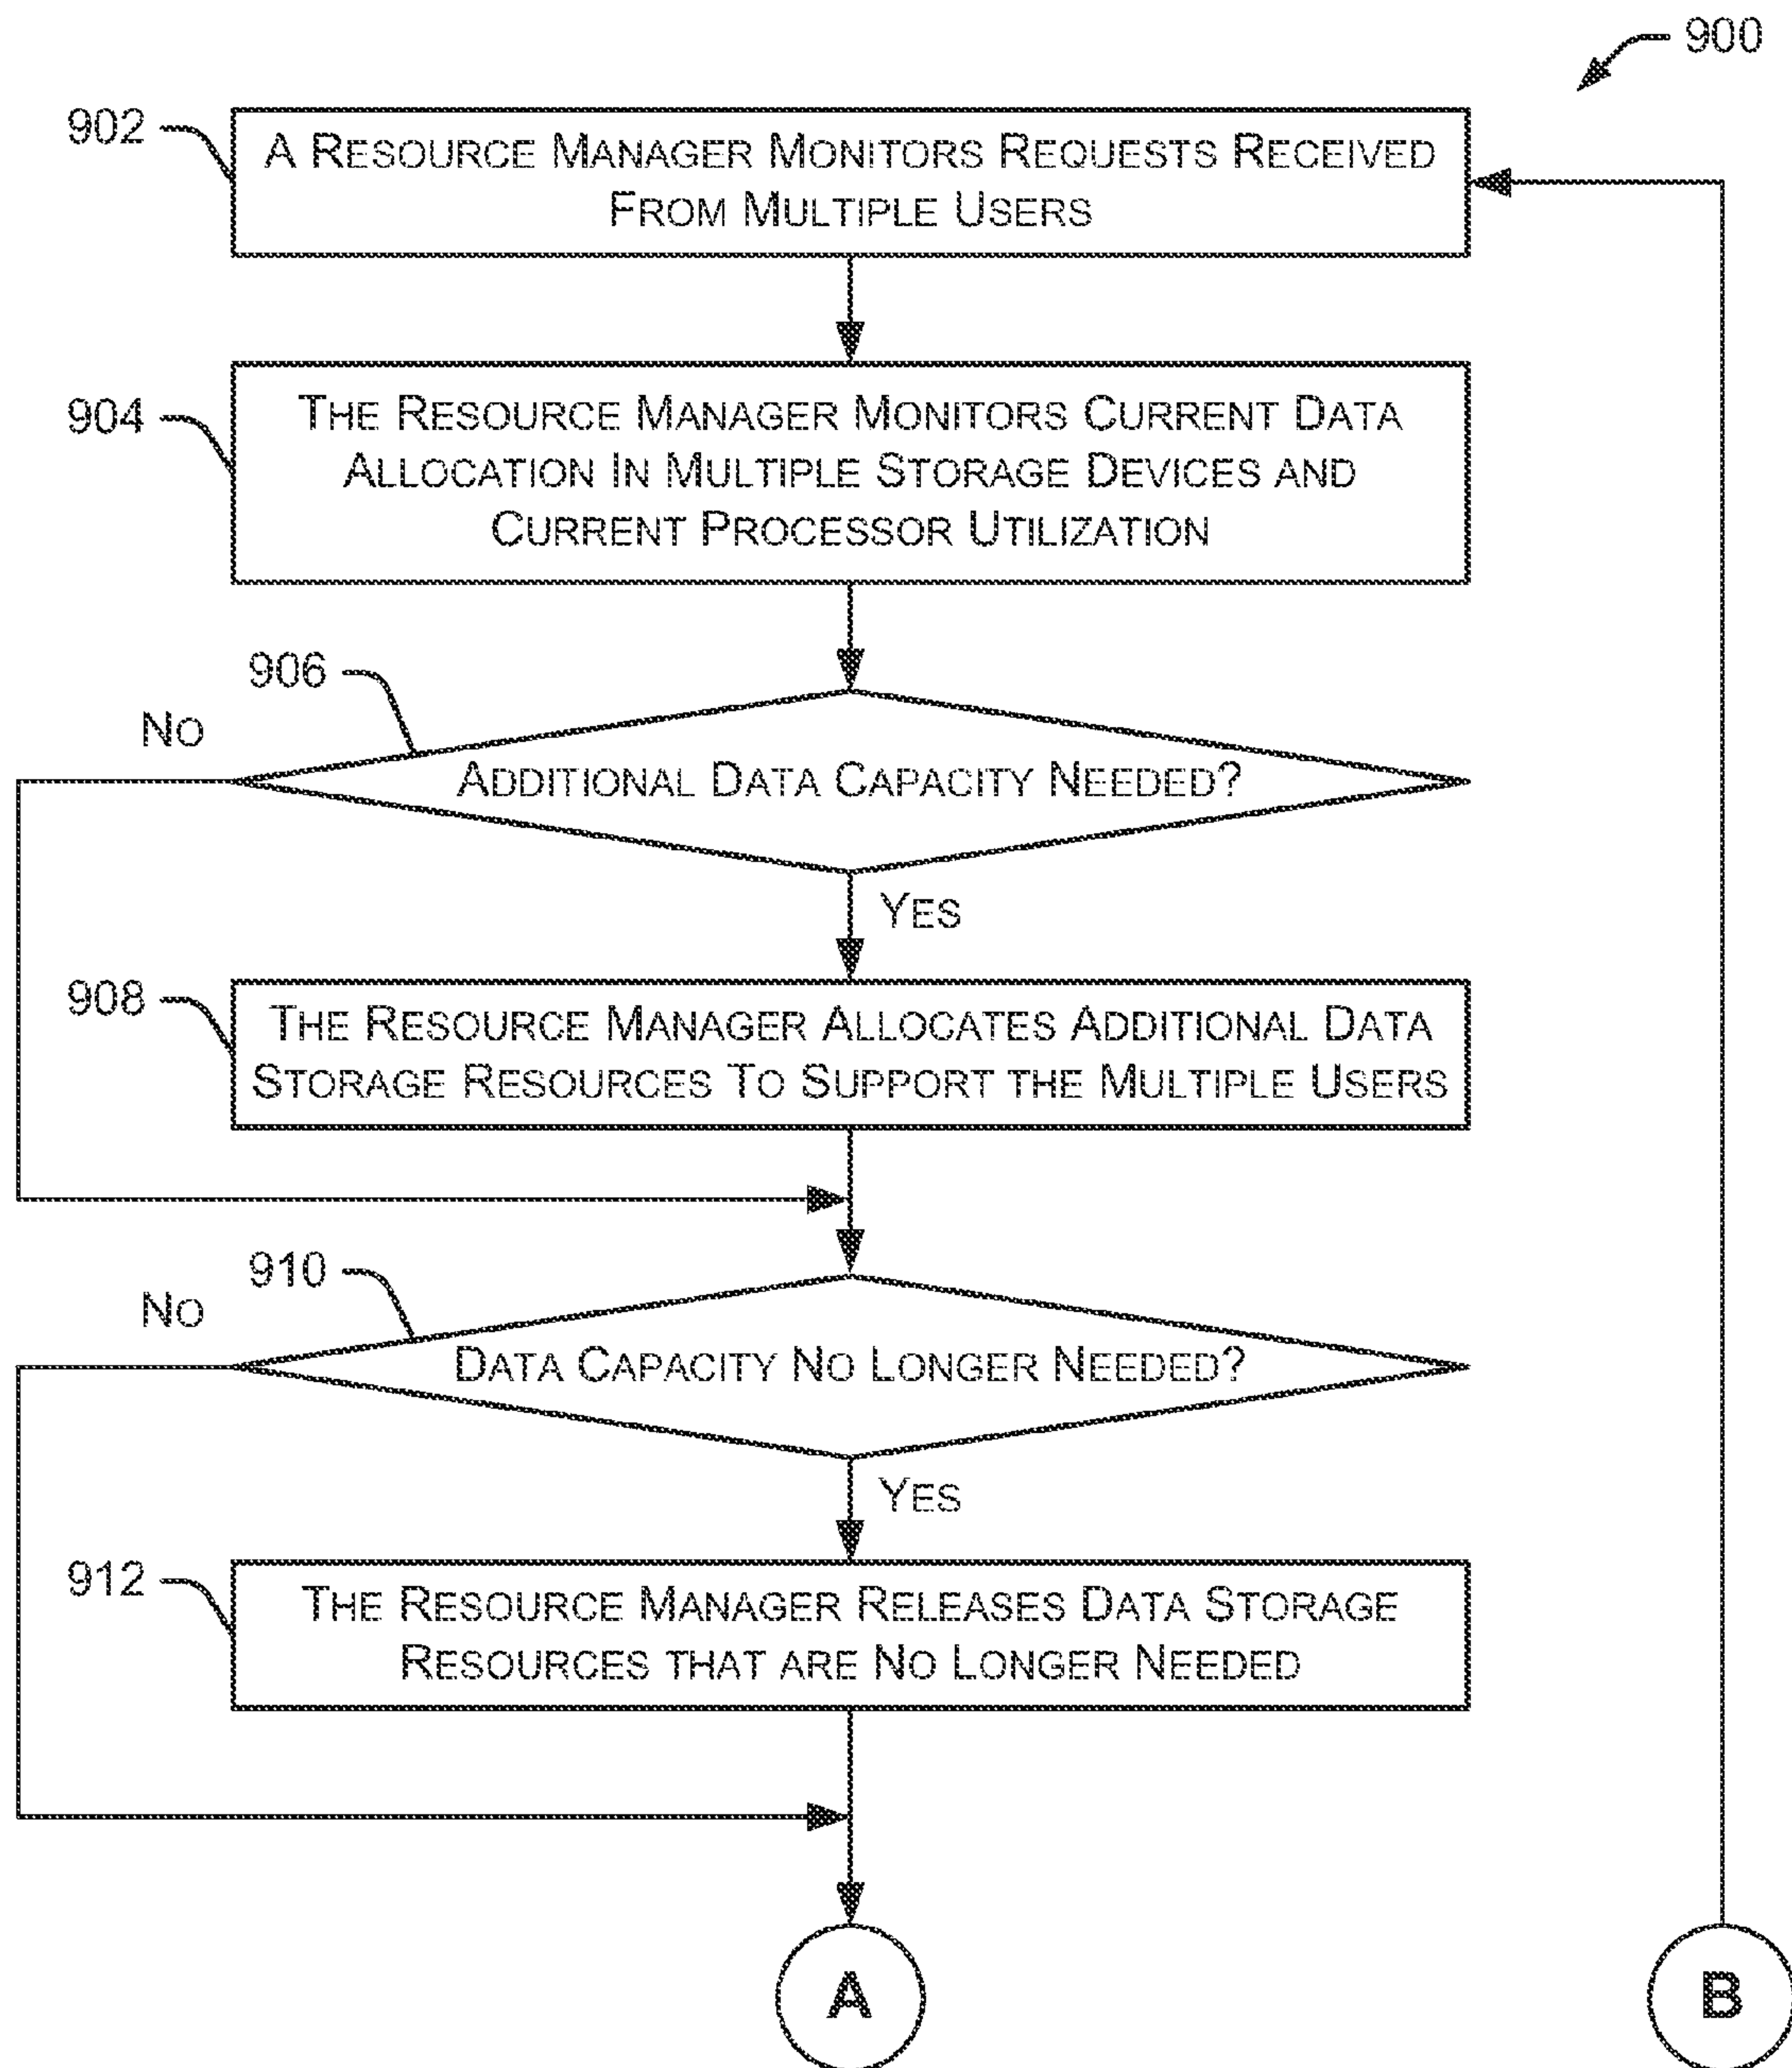 900
902
A Resource Manager Monitors Requests Received
From Multiple Users
904
The Resource Manager Monitors Current Data
Allocation In Multiple Storage Devices and
Current Processor Utilization
906
No
Additional Data Capacity Needed?
Yes
908
The Resource Manager Allocates Additional Data
Storage Resources To Support the Multiple Users
910
No
Data Capacity No Longer Needed?
Yes
912
The Resource Manager Releases Data Storage
Resources that are No Longer Needed
A
B